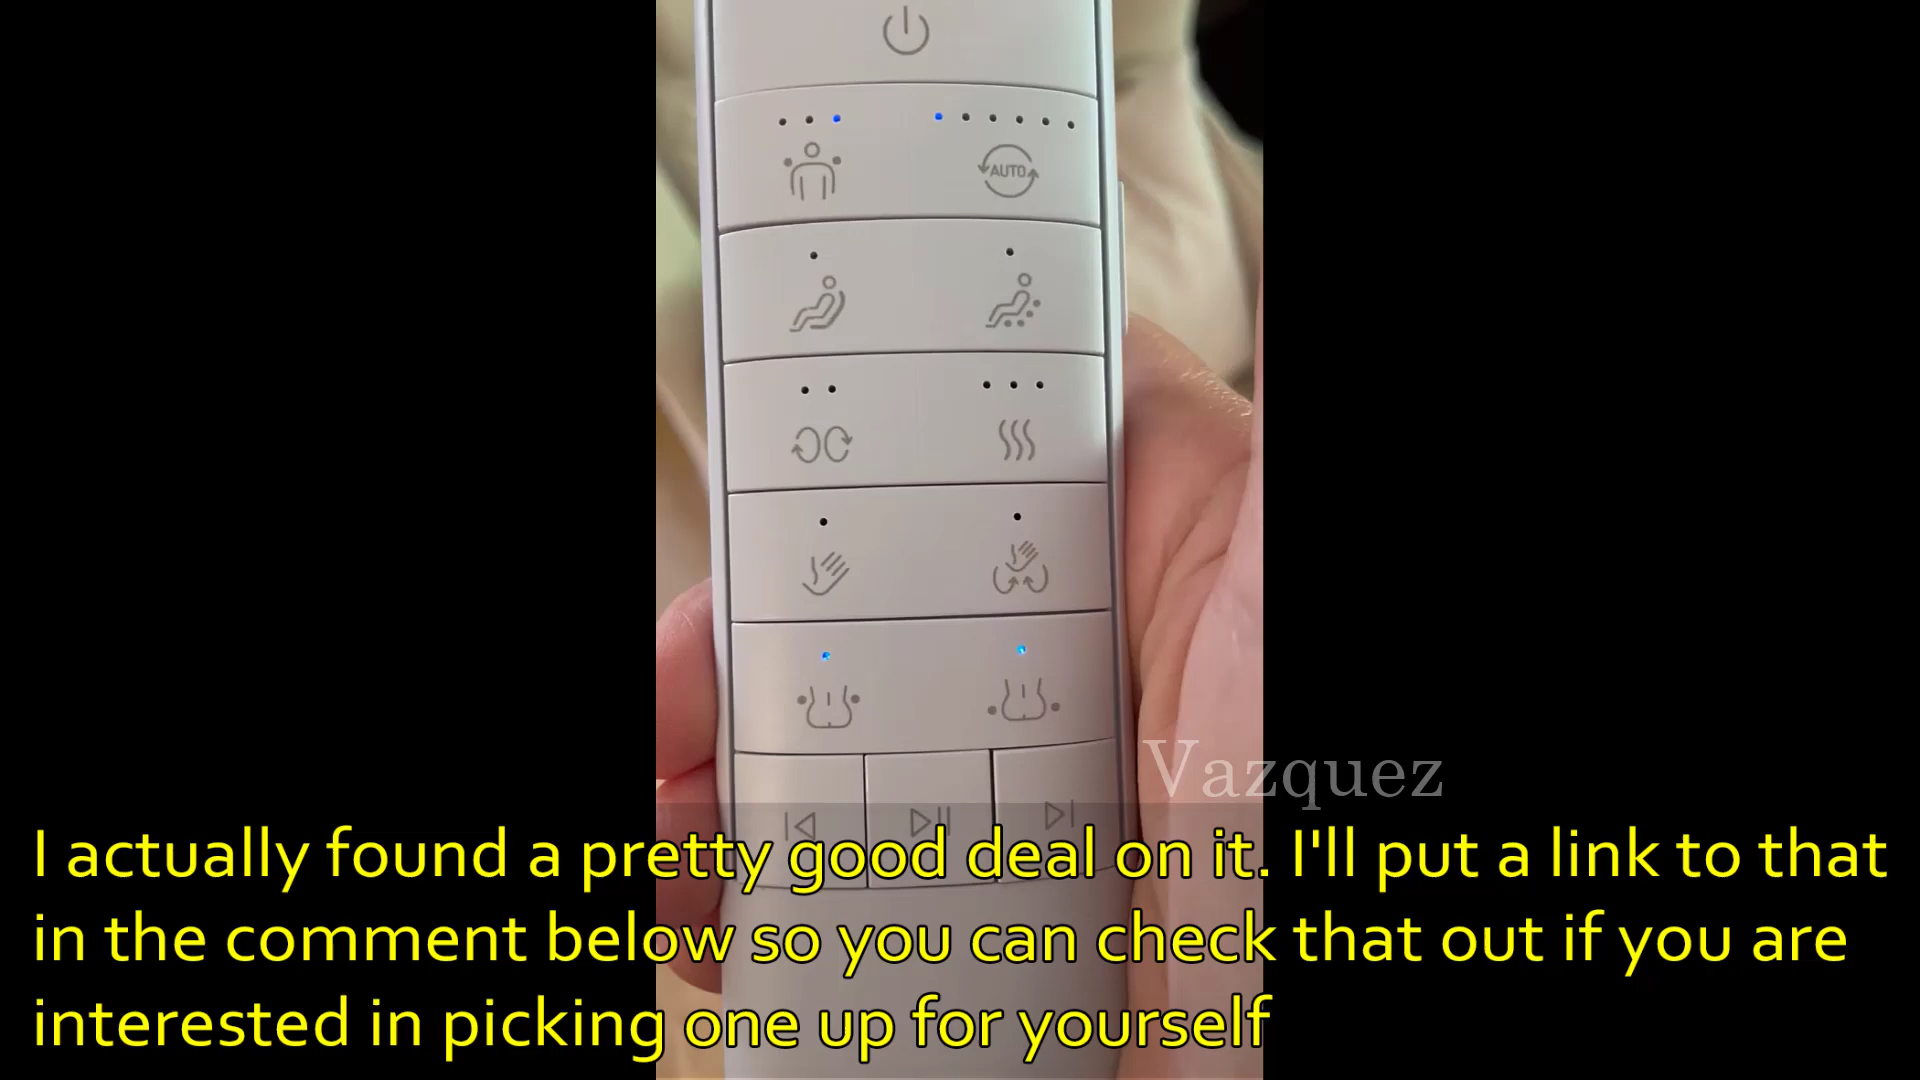 AUTO
Vazquez
I actually found a pretty good deal on it. I'll put a link to that
in the comment below so you can check that out if you are
interested in picking one up for yourself